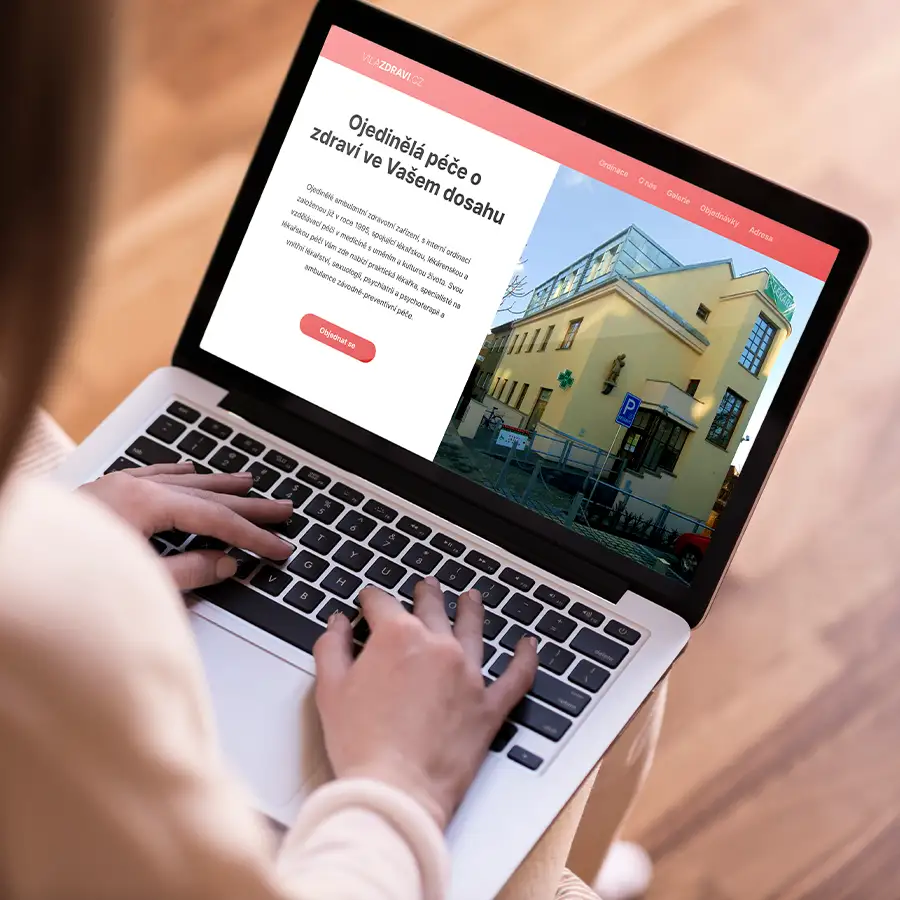 VILAZDRAVI.CZ
Ordinace O nás Galerie Objednávky Adresa
Ojedinělá péče o
zdraví ve Vašem dosahu
Ojedinělé ambulantní zdravotní zařízení, s interní ordinací
založenou již v roce 1995, spojující lékařskou, lékárenskou a
vzdělávací péči v medicíně s uměním a kulturou života. Svou
lékařskou péči Vám zde nabízí praktická lékařka, specialisté na
vnitřní lékařství, sexuologii, psychiatrii a psychoterapii a
ambulance závodně-preventivní péče.
Objednat se
P